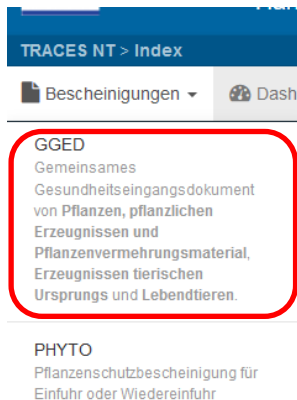 TRACES NT > Index
Bescheinigungen
Dash
GGED
Gemeinsames
Gesundheitseingangsdokument
von Pflanzen, pflanzlichen
Erzeugnissen und
Pflanzenvermehrungsmaterial,
Erzeugnissen tierischen
Ursprungs und Lebendtieren.
PHYTO
Pflanzenschutzbescheinigung für
Einfuhr oder Wiedereinfuhr